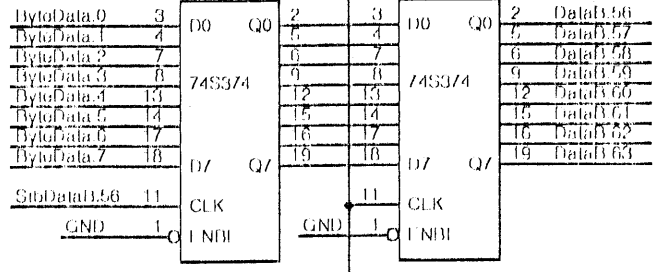 ByteData.0 3 D0 Q0 2 3 D0 Q0 2 DataB.56
ByteData.1 4 5 4 5 DataB.57
ByteData.2 7 6 7 6 DataB.58
ByteData.3 8 74S374 9 8 74S374 9 DataB.59
ByteData.4 13 12 13 12 DataB.60
ByteData.5 14 15 14 15 DataB.61
ByteData.6 17 16 17 16 DataB.62
ByteData.7 18 D7 Q7 19 18 D7 Q7 19 DataB.63
StbDataB.56 11 CLK 11 CLK
GND 1 ENBL GND 1 ENBL